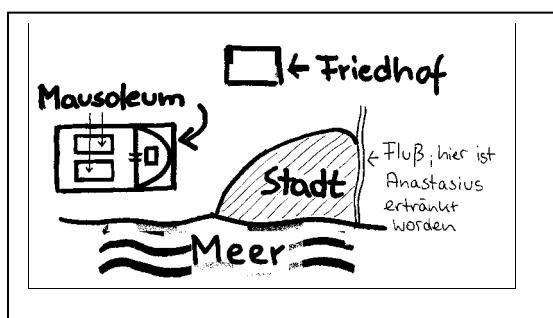 Friedhof
Mausoleum
Fluß, hier ist
Anastasius
ertränkt
worden
Stadt
Meer